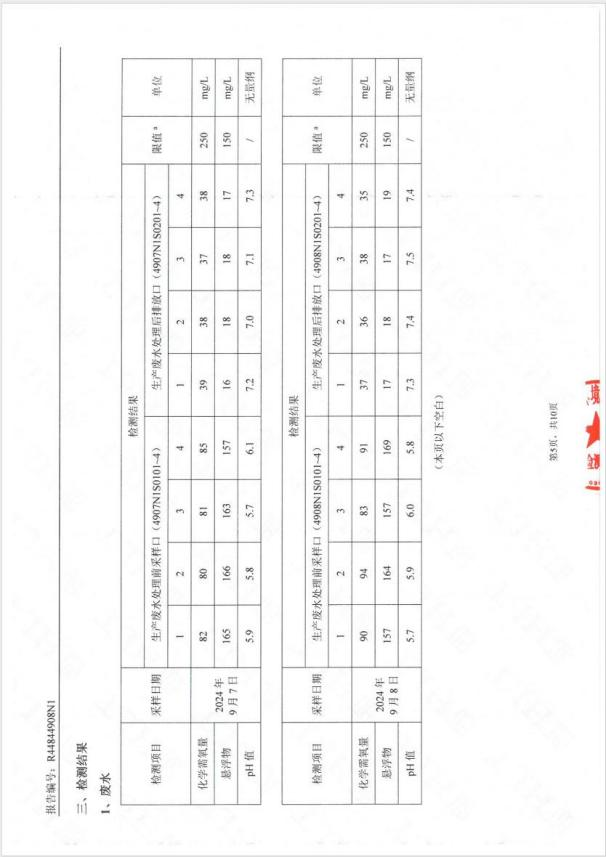 报告编号: R44844908N1
三、检测结果
1、废水
检测项目 采样日期 检测结果 限值ª 单位
生产废水处理前采样口（4907N1S0101~4） 生产废水处理后排放口（4907N1S0201~4）
1 2 3 4 1 2 3 4
化学需氧量 2024 年 9 月 7 日 82 80 81 85 39 38 37 38 250 mg/L
悬浮物 165 166 163 157 16 18 18 17 150 mg/L
pH 值 5.9 5.8 5.7 6.1 7.2 7.0 7.1 7.3 / 无量纲
检测项目 采样日期 检测结果 限值ª 单位
生产废水处理前采样口（4908N1S0101~4） 生产废水处理后排放口（4908N1S0201~4）
1 2 3 4 1 2 3 4
化学需氧量 2024 年 9 月 8 日 90 94 83 91 37 36 38 35 250 mg/L
悬浮物 157 164 157 169 17 18 17 19 150 mg/L
pH 值 5.7 5.9 6.0 5.8 7.3 7.4 7.5 7.4 / 无量纲
（本页以下空白）
第5页，共10页